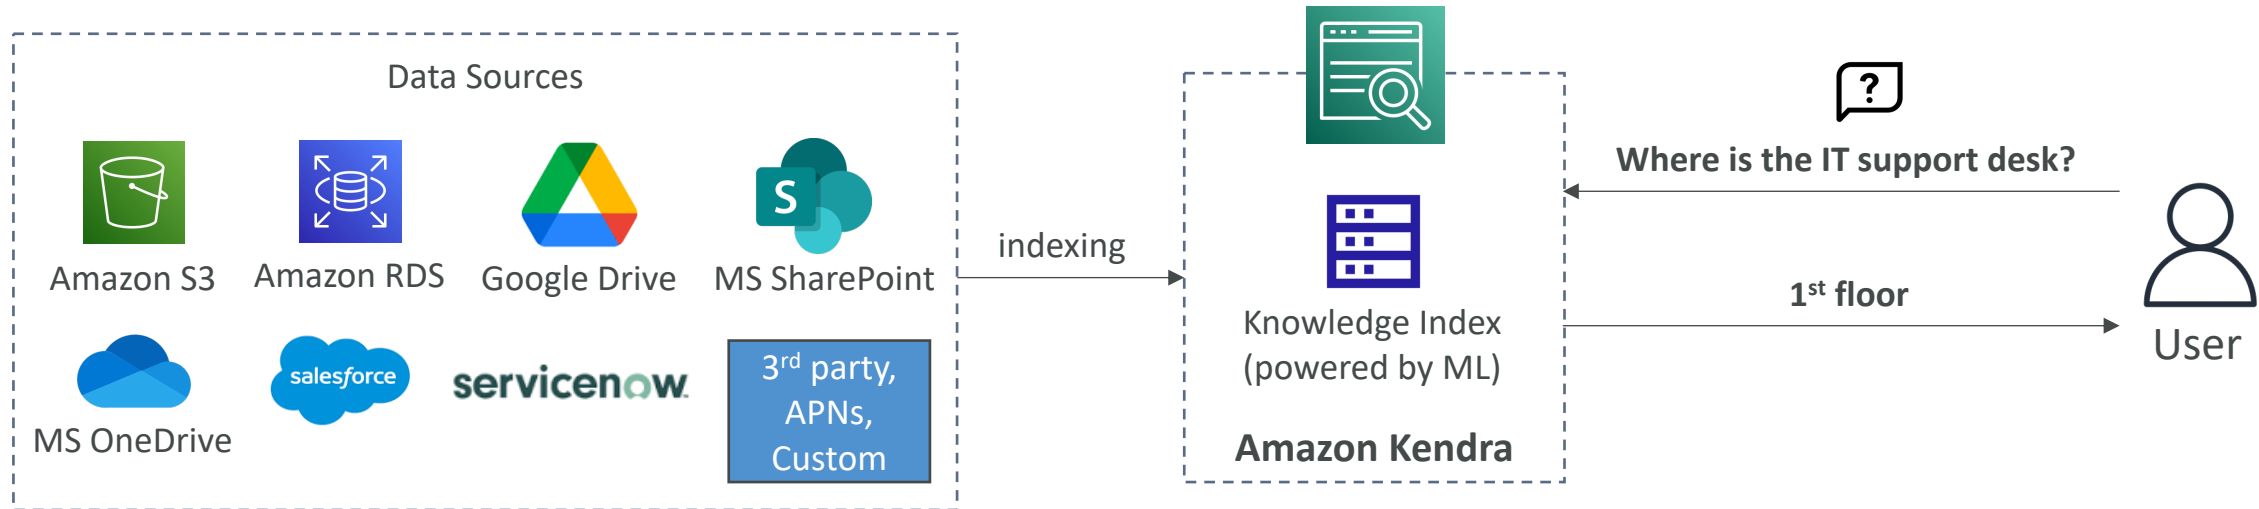 Data Sources
Amazon S3
Amazon RDS
Google Drive
S
MS SharePoint
MS OneDrive
salesforce
servicenow
3rd party,
APNs,
Custom
indexing
Knowledge Index
(powered by ML)
Amazon Kendra
?
Where is the IT support desk?
1st floor
User